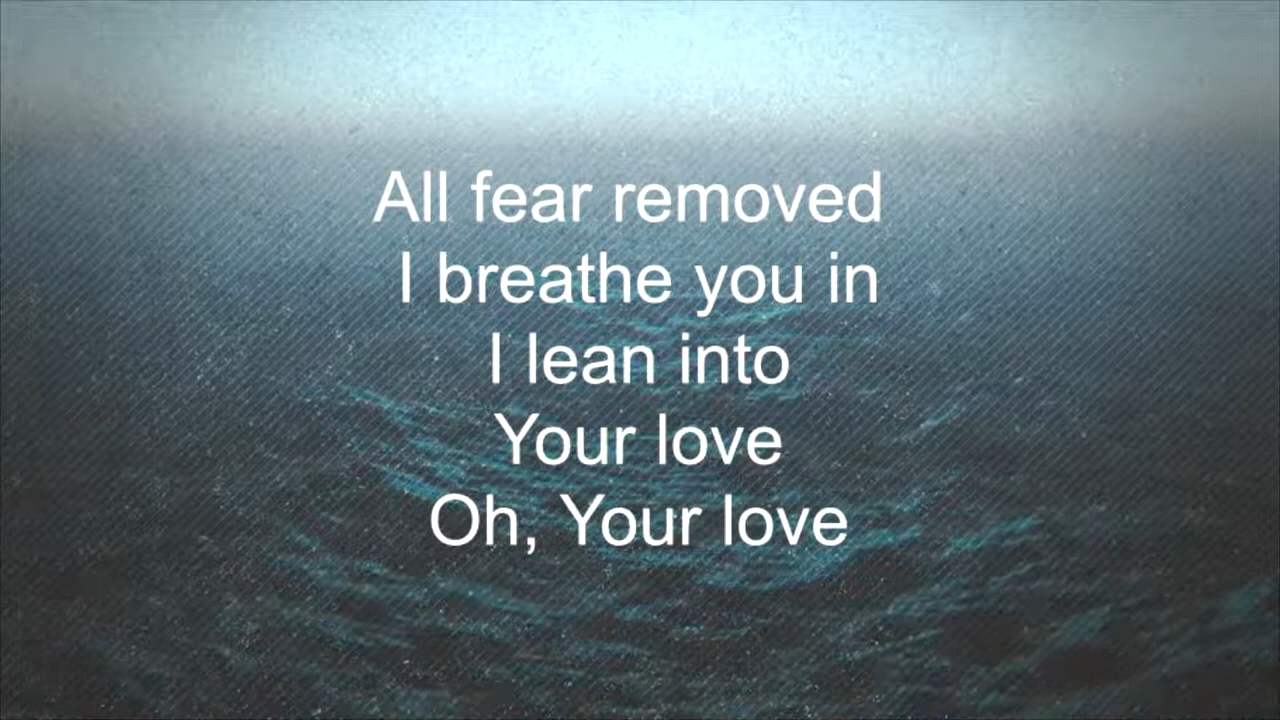 All fear removed
I breathe you in
I lean into
Your love
Oh, Your love